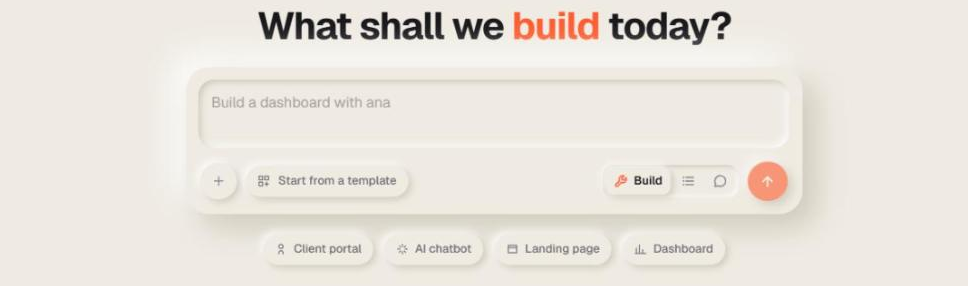 What shall we build today?
Build a dashboard with ana
Start from a template
Build
Client portal
AI chatbot
Landing page
Dashboard